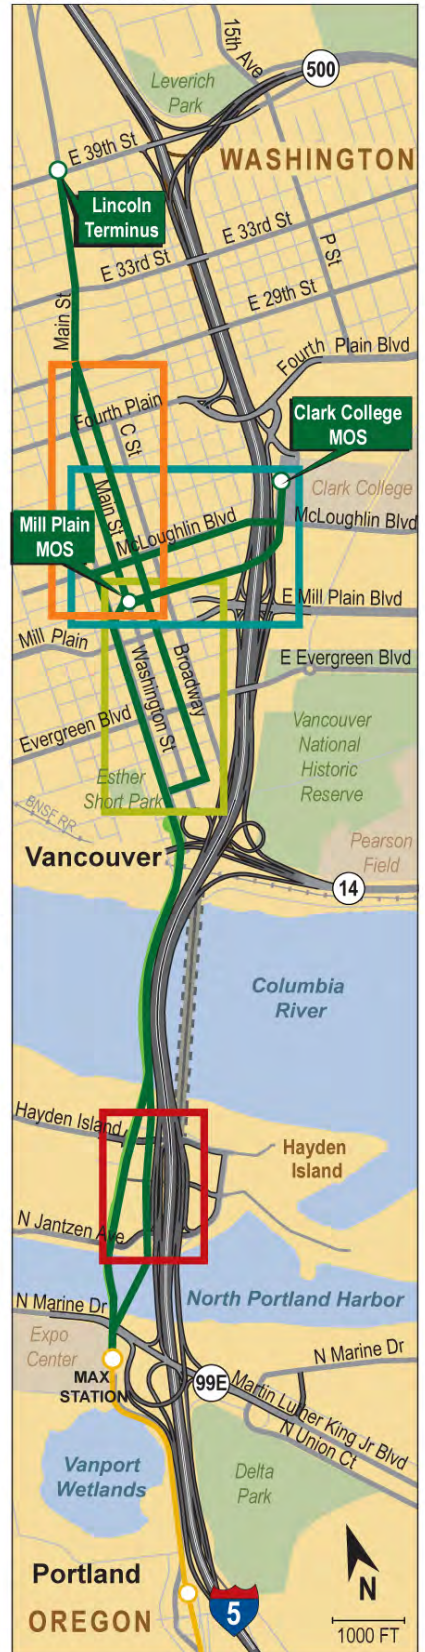 15th Ave
500
Leverich
Park
E 39th St
WASHINGTON
Lincoln
Terminus
E 33rd St
E 33rd St
P St
E 29th St
Main St
Fourth Plain Blvd
Fourth Plain
C St
Clark College
MOS
Clark College
Main St
McLoughlin Blvd
McLoughlin Blvd
Mill Plain
MOS
E Mill Plain Blvd
Mill Plain
Broadway
Washington St
E Evergreen Blvd
Evergreen Blvd
Vancouver
National
Historic
Reserve
Esther
Short Park
BNSF RR
Pearson
Field
Vancouver
14
Columbia
River
Hayden Island
Hayden
Island
N Jantzen Ave
North Portland Harbor
N Marine Dr
Expo
Center
N Marine Dr
MAX
STATION
99E
Martin Luther King Jr Blvd
N Union Ct
Vanport
Wetlands
Delta
Park
Portland
OREGON
5
N
1000 FT